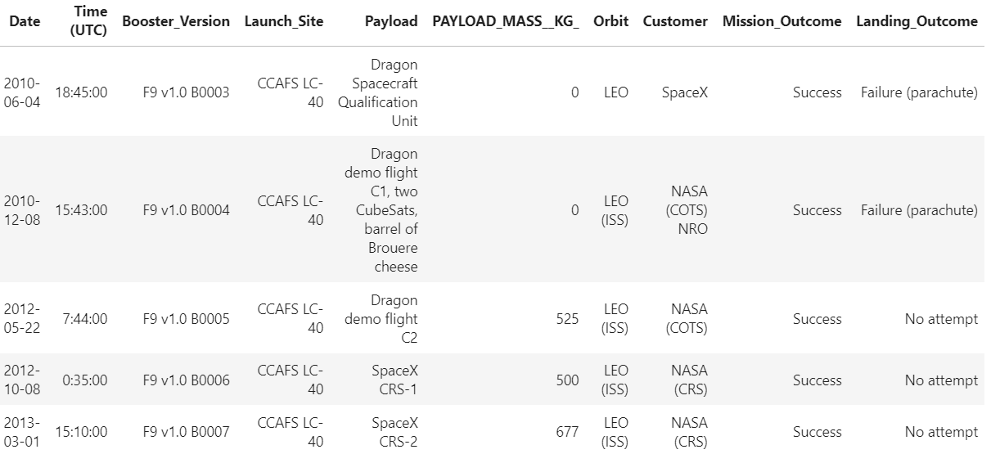 Date Time (UTC) Booster_Version Launch_Site Payload PAYLOAD_MASS__KG_ Orbit Customer Mission_Outcome Landing_Outcome
2010-06-04 18:45:00 F9 v1.0 B0003 CCAFS LC-40 Dragon Spacecraft Qualification Unit 0 LEO SpaceX Success Failure (parachute)
2010-12-08 15:43:00 F9 v1.0 B0004 CCAFS LC-40 Dragon demo flight C1, two CubeSats, barrel of Brouere cheese 0 LEO (ISS) NASA (COTS) NRO Success Failure (parachute)
2012-05-22 7:44:00 F9 v1.0 B0005 CCAFS LC-40 Dragon demo flight C2 525 LEO (ISS) NASA (COTS) Success No attempt
2012-10-08 0:35:00 F9 v1.0 B0006 CCAFS LC-40 SpaceX CRS-1 500 LEO (ISS) NASA (CRS) Success No attempt
2013-03-01 15:10:00 F9 v1.0 B0007 CCAFS LC-40 SpaceX CRS-2 677 LEO (ISS) NASA (CRS) Success No attempt